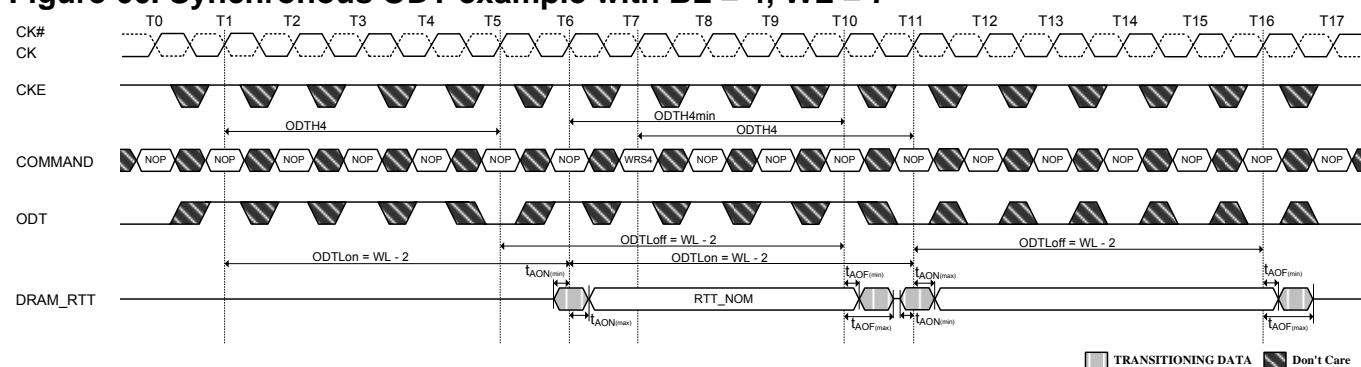 Figure Synchronous ODT example with BL = 4, WL = 7
T0 T1 T2 T3 T4 T5 T6 T7 T8 T9 T10 T11 T12 T13 T14 T15 T16 T17
CK#
CK
CKE
ODTH4min
ODTH4 ODTH4
COMMAND NOP NOP NOP NOP NOP NOP NOP WRS4 NOP NOP NOP NOP NOP NOP NOP NOP NOP NOP
ODT
ODTLoff = WL - 2 ODTLoff = WL - 2
ODTLon = WL - 2 ODTLon = WL - 2
tAON(min) tAOF(min) tAON(max) tAOF(min)
DRAM_RTT RTT_NOM
tAON(max) tAOF(max) tAON(min) tAOF(max)
TRANSITIONING DATA Don't Care